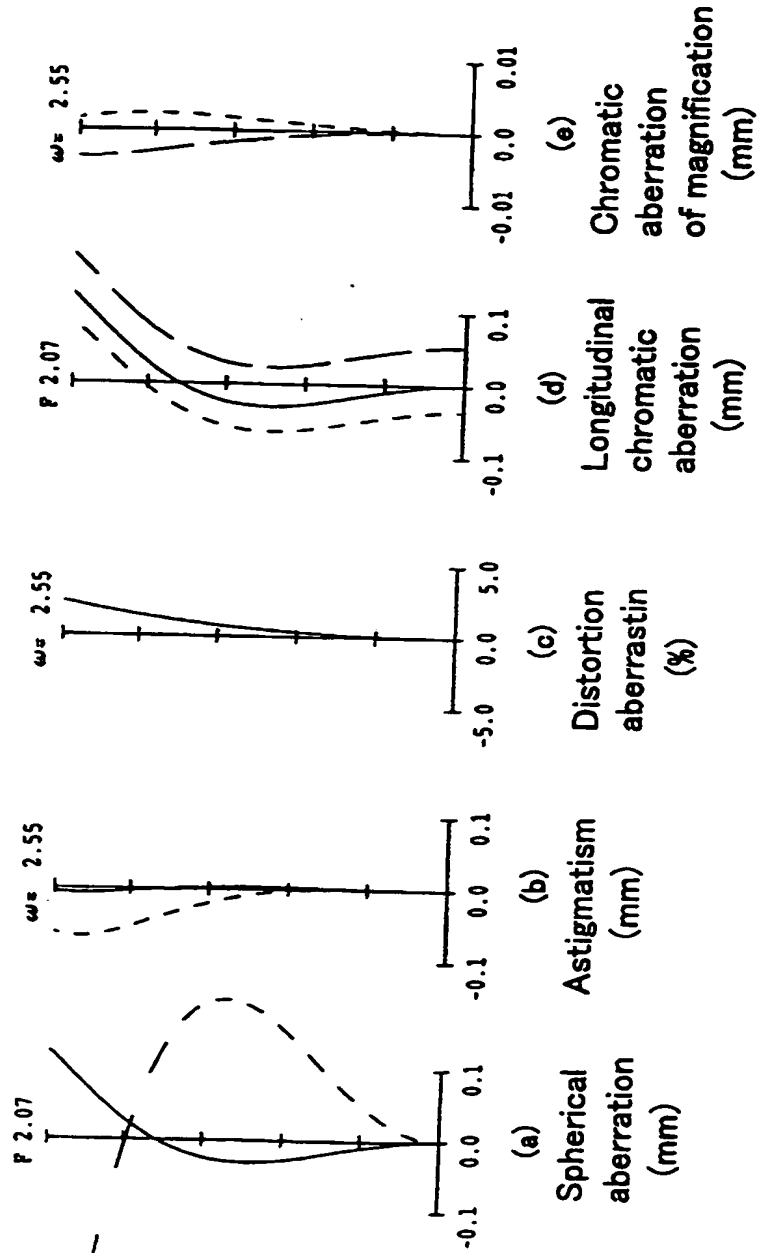 F 2.07
-0.1 0.0 0.1
(a)
Spherical
aberration
(mm)
ω= 2.55
-0.1 0.0 0.1
(b)
Astigmatism
(mm)
ω= 2.55
-5.0 0.0 5.0
(c)
Distortion
aberrastin
(%)
F 2.07
-0.1 0.0 0.1
(d)
Longitudinal
chromatic
aberration
(mm)
ω= 2.55
-0.01 0.0 0.01
(e)
Chromatic
aberration
of magnification
(mm)